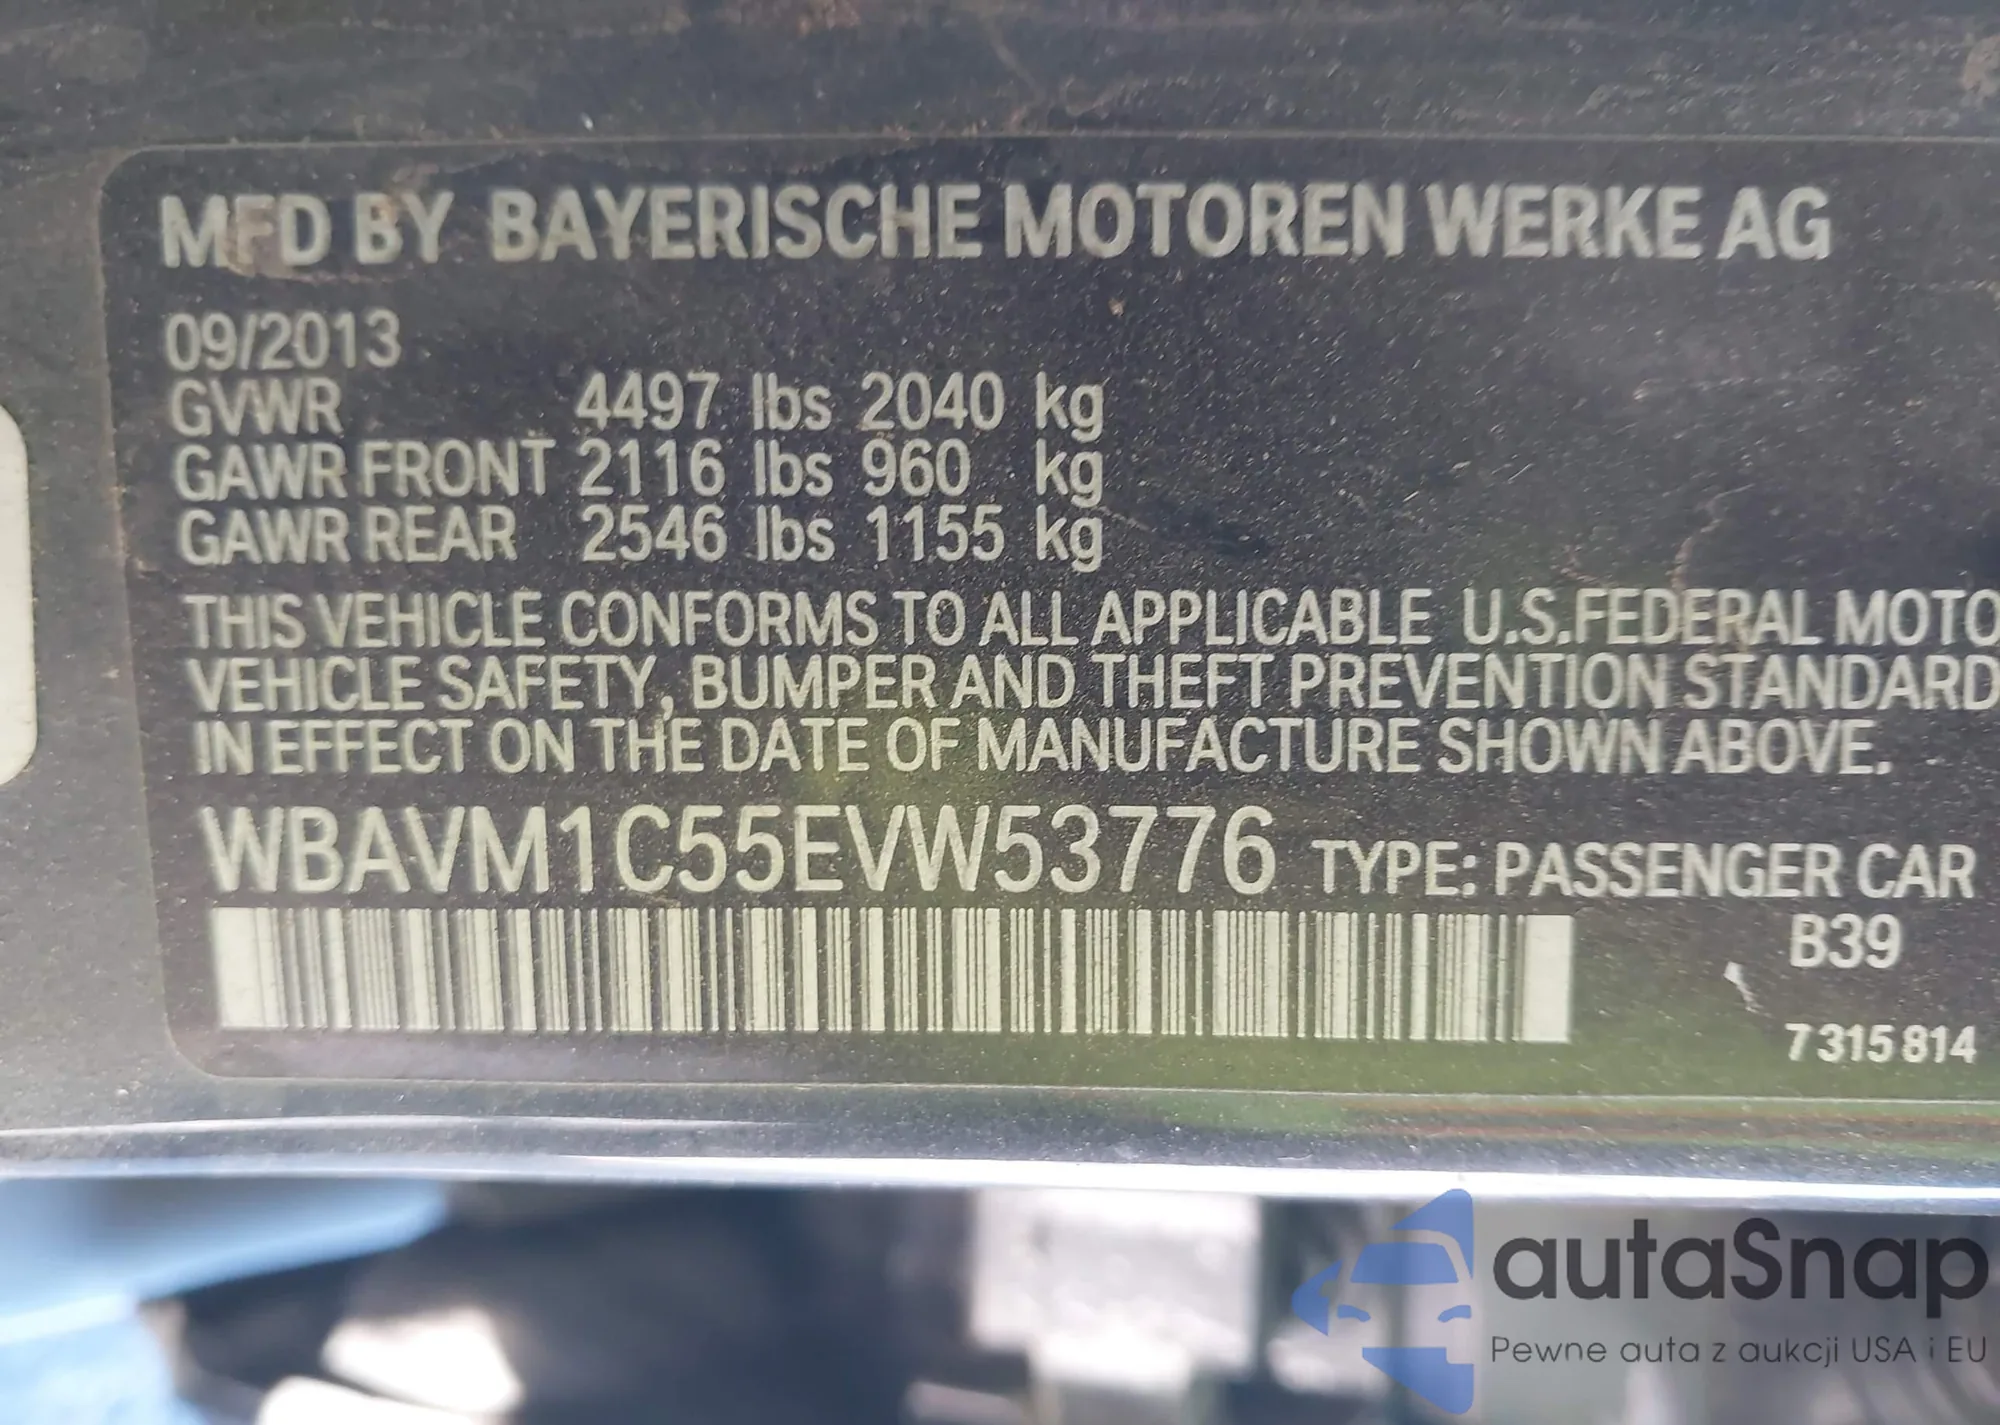 MFD BY BAYERISCHE MOTOREN WERKE AG
09/2013
GVWR 4497 lbs 2040 kg
GAWR FRONT 2116 lbs 960 kg
GAWR REAR 2546 lbs 1155 kg
THIS VEHICLE CONFORMS TO ALL APPLICABLE U.S.FEDERAL MOTO
VEHICLE SAFETY, BUMPER AND THEFT PREVENTION STANDARD
IN EFFECT ON THE DATE OF MANUFACTURE SHOWN ABOVE.
WBAVM1C55EVW53776 TYPE: PASSENGER CAR
B39
7315814
autaSnap
Pewne auta z aukcji USA i EU